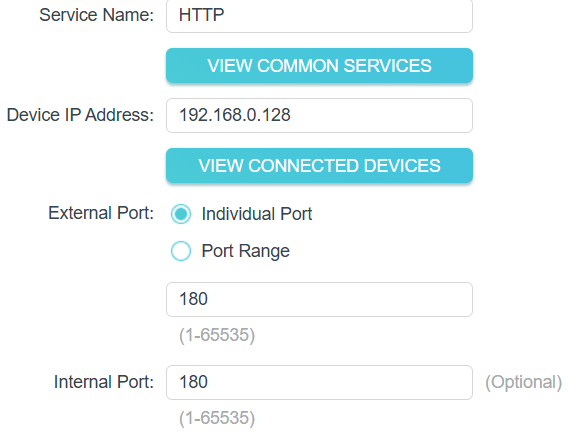 Service Name: HTTP
VIEW COMMON SERVICES
Device IP Address: 192.168.0.128
VIEW CONNECTED DEVICES
External Port: Individual Port
Port Range
180
(1-65535)
Internal Port: 180 (Optional)
(1-65535)